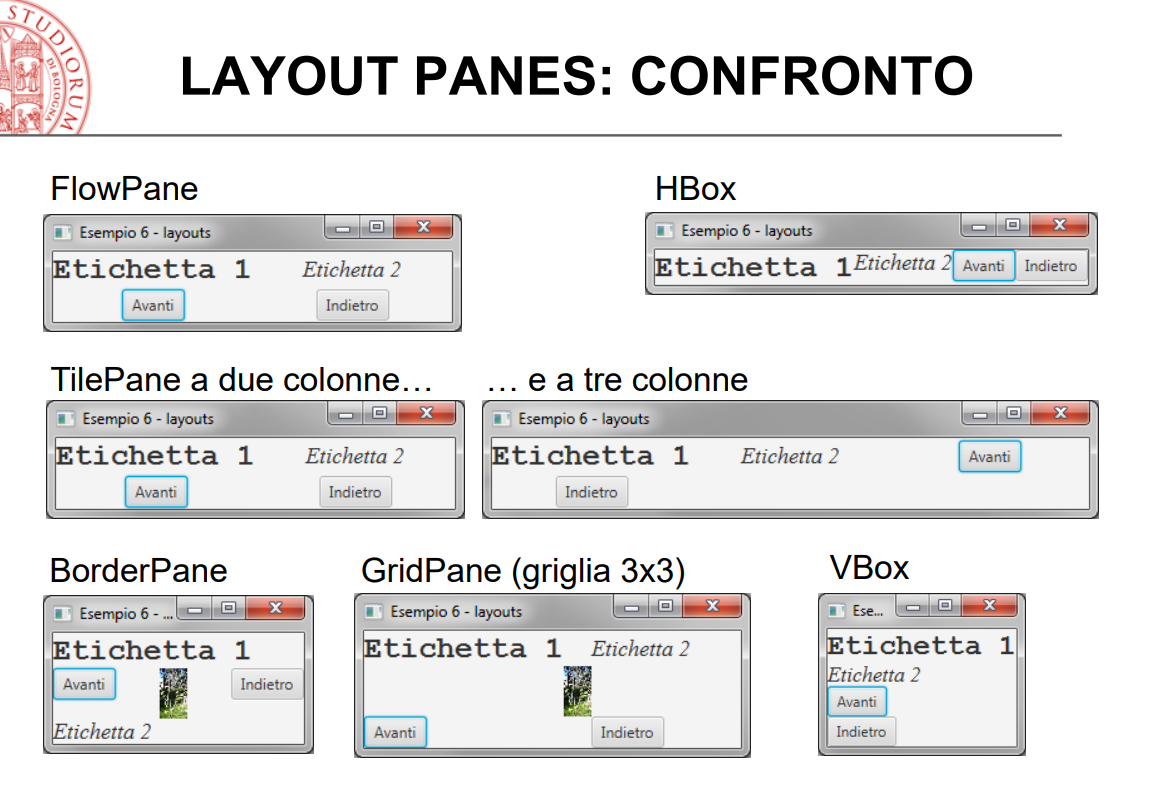 STUDIORUM
DI BOLOGNA
LAYOUT PANES: CONFRONTO
FlowPane
Esempio 6 - layouts
Etichetta 1 Etichetta 2
Avanti Indietro
HBox
Esempio 6 - layouts
Etichetta 1 Etichetta 2 Avanti Indietro
TilePane a due colonne…
Esempio 6 - layouts
Etichetta 1 Etichetta 2
Avanti Indietro
… e a tre colonne
Esempio 6 - layouts
Etichetta 1 Etichetta 2 Avanti
Indietro
BorderPane
Esempio 6 - ...
Etichetta 1
Avanti Indietro
Etichetta 2
GridPane (griglia 3x3)
Esempio 6 - layouts
Etichetta 1 Etichetta 2
Avanti Indietro
VBox
Ese...
Etichetta 1
Etichetta 2
Avanti
Indietro